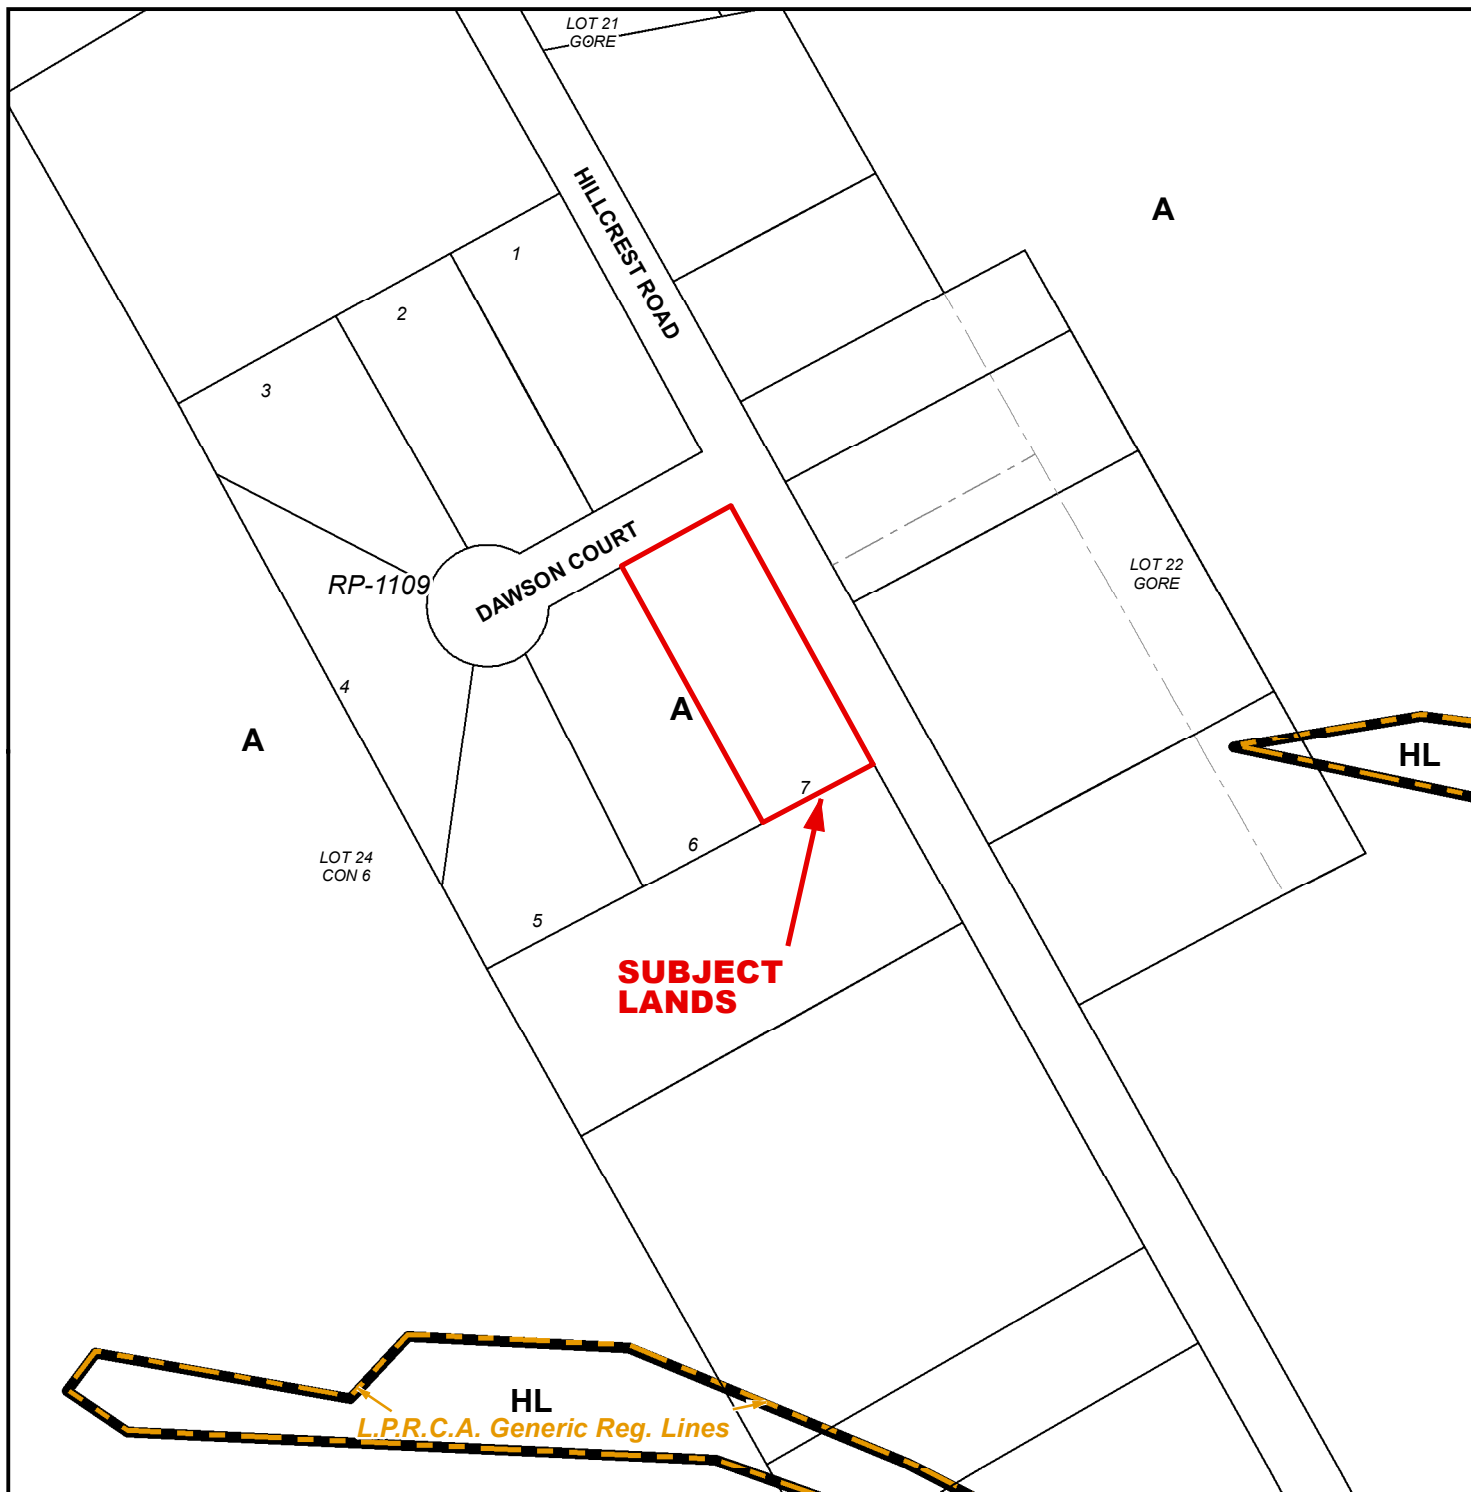 LOT 21
GORE
HILLCREST ROAD
A
1
2
3
DAWSON COURT
RP-1109
LOT 22
GORE
4
A
A
HL
7
6
LOT 24
CON 6
5
SUBJECT
LANDS
HL
L.P.R.C.A. Generic Reg. Lines